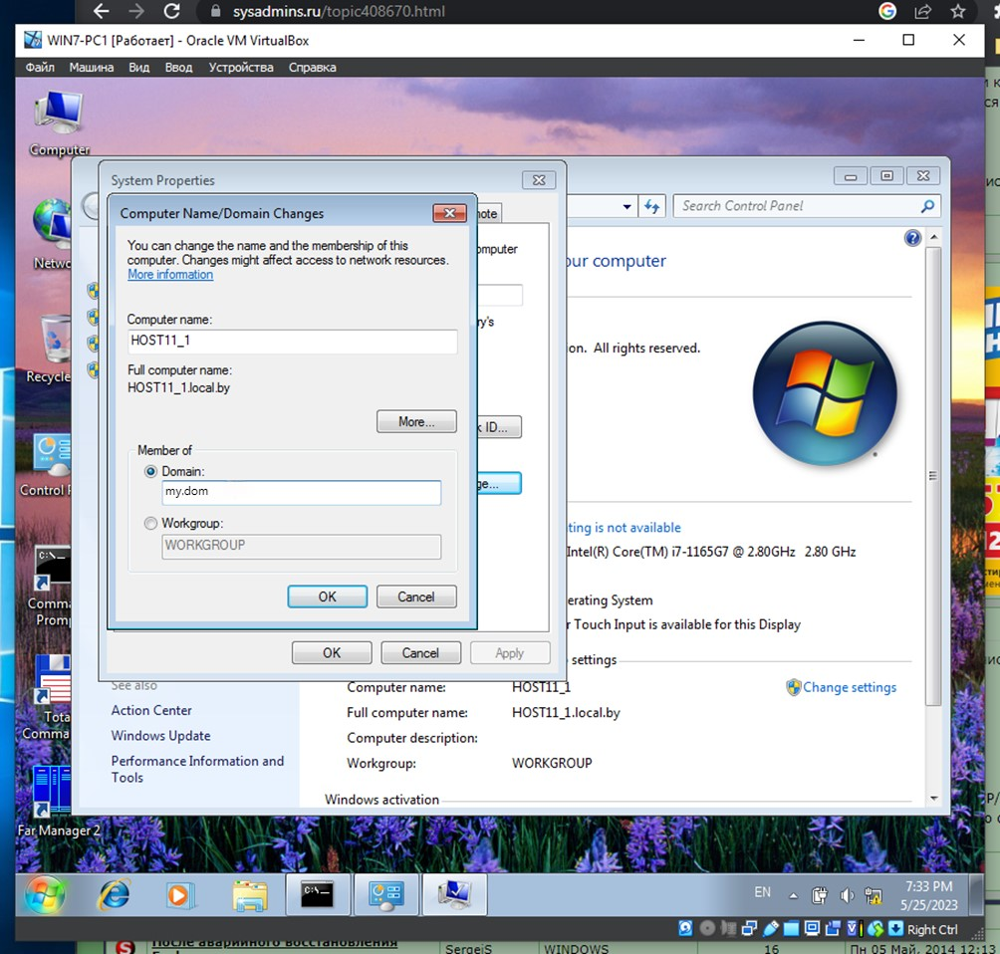 sysadmins.ru/topic408670.html
WIN7-PC1 [Работает] - Oracle VM VirtualBox
Файл Машина Вид Ввод Устройства Справка
Computer
System Properties
Computer Name/Domain Changes
note
Search Control Panel
You can change the name and the membership of this
computer. Changes might affect access to network resources.
More information
omputer
our computer
Netwo
Computer name:
HOST11_1
ry's
on. All rights reserved.
Full computer name:
HOST11_1.local.by
Recycle
More...
k ID...
Member of
Domain:
my.dom
ge...
Control P
Workgroup:
WORKGROUP
ting is not available
Intel(R) Core(TM) i7-1165G7 @ 2.80GHz 2.80 GHz
C:\
OK Cancel
erating System
Comma
Promp
r Touch Input is available for this Display
OK Cancel Apply
settings
See also
Computer name: HOST11_1
Change settings
Action Center
Full computer name: HOST11_1.local.by
Tota
Comma
Windows Update
Computer description:
Performance Information and
Tools
Workgroup: WORKGROUP
Windows activation
Far Manager 2
C:\
EN
7:33 PM
5/25/2023
Right Ctrl
После аварийного восстановления
SergeiS WINDOWS 16 Пн 05 Май, 2014 12:13